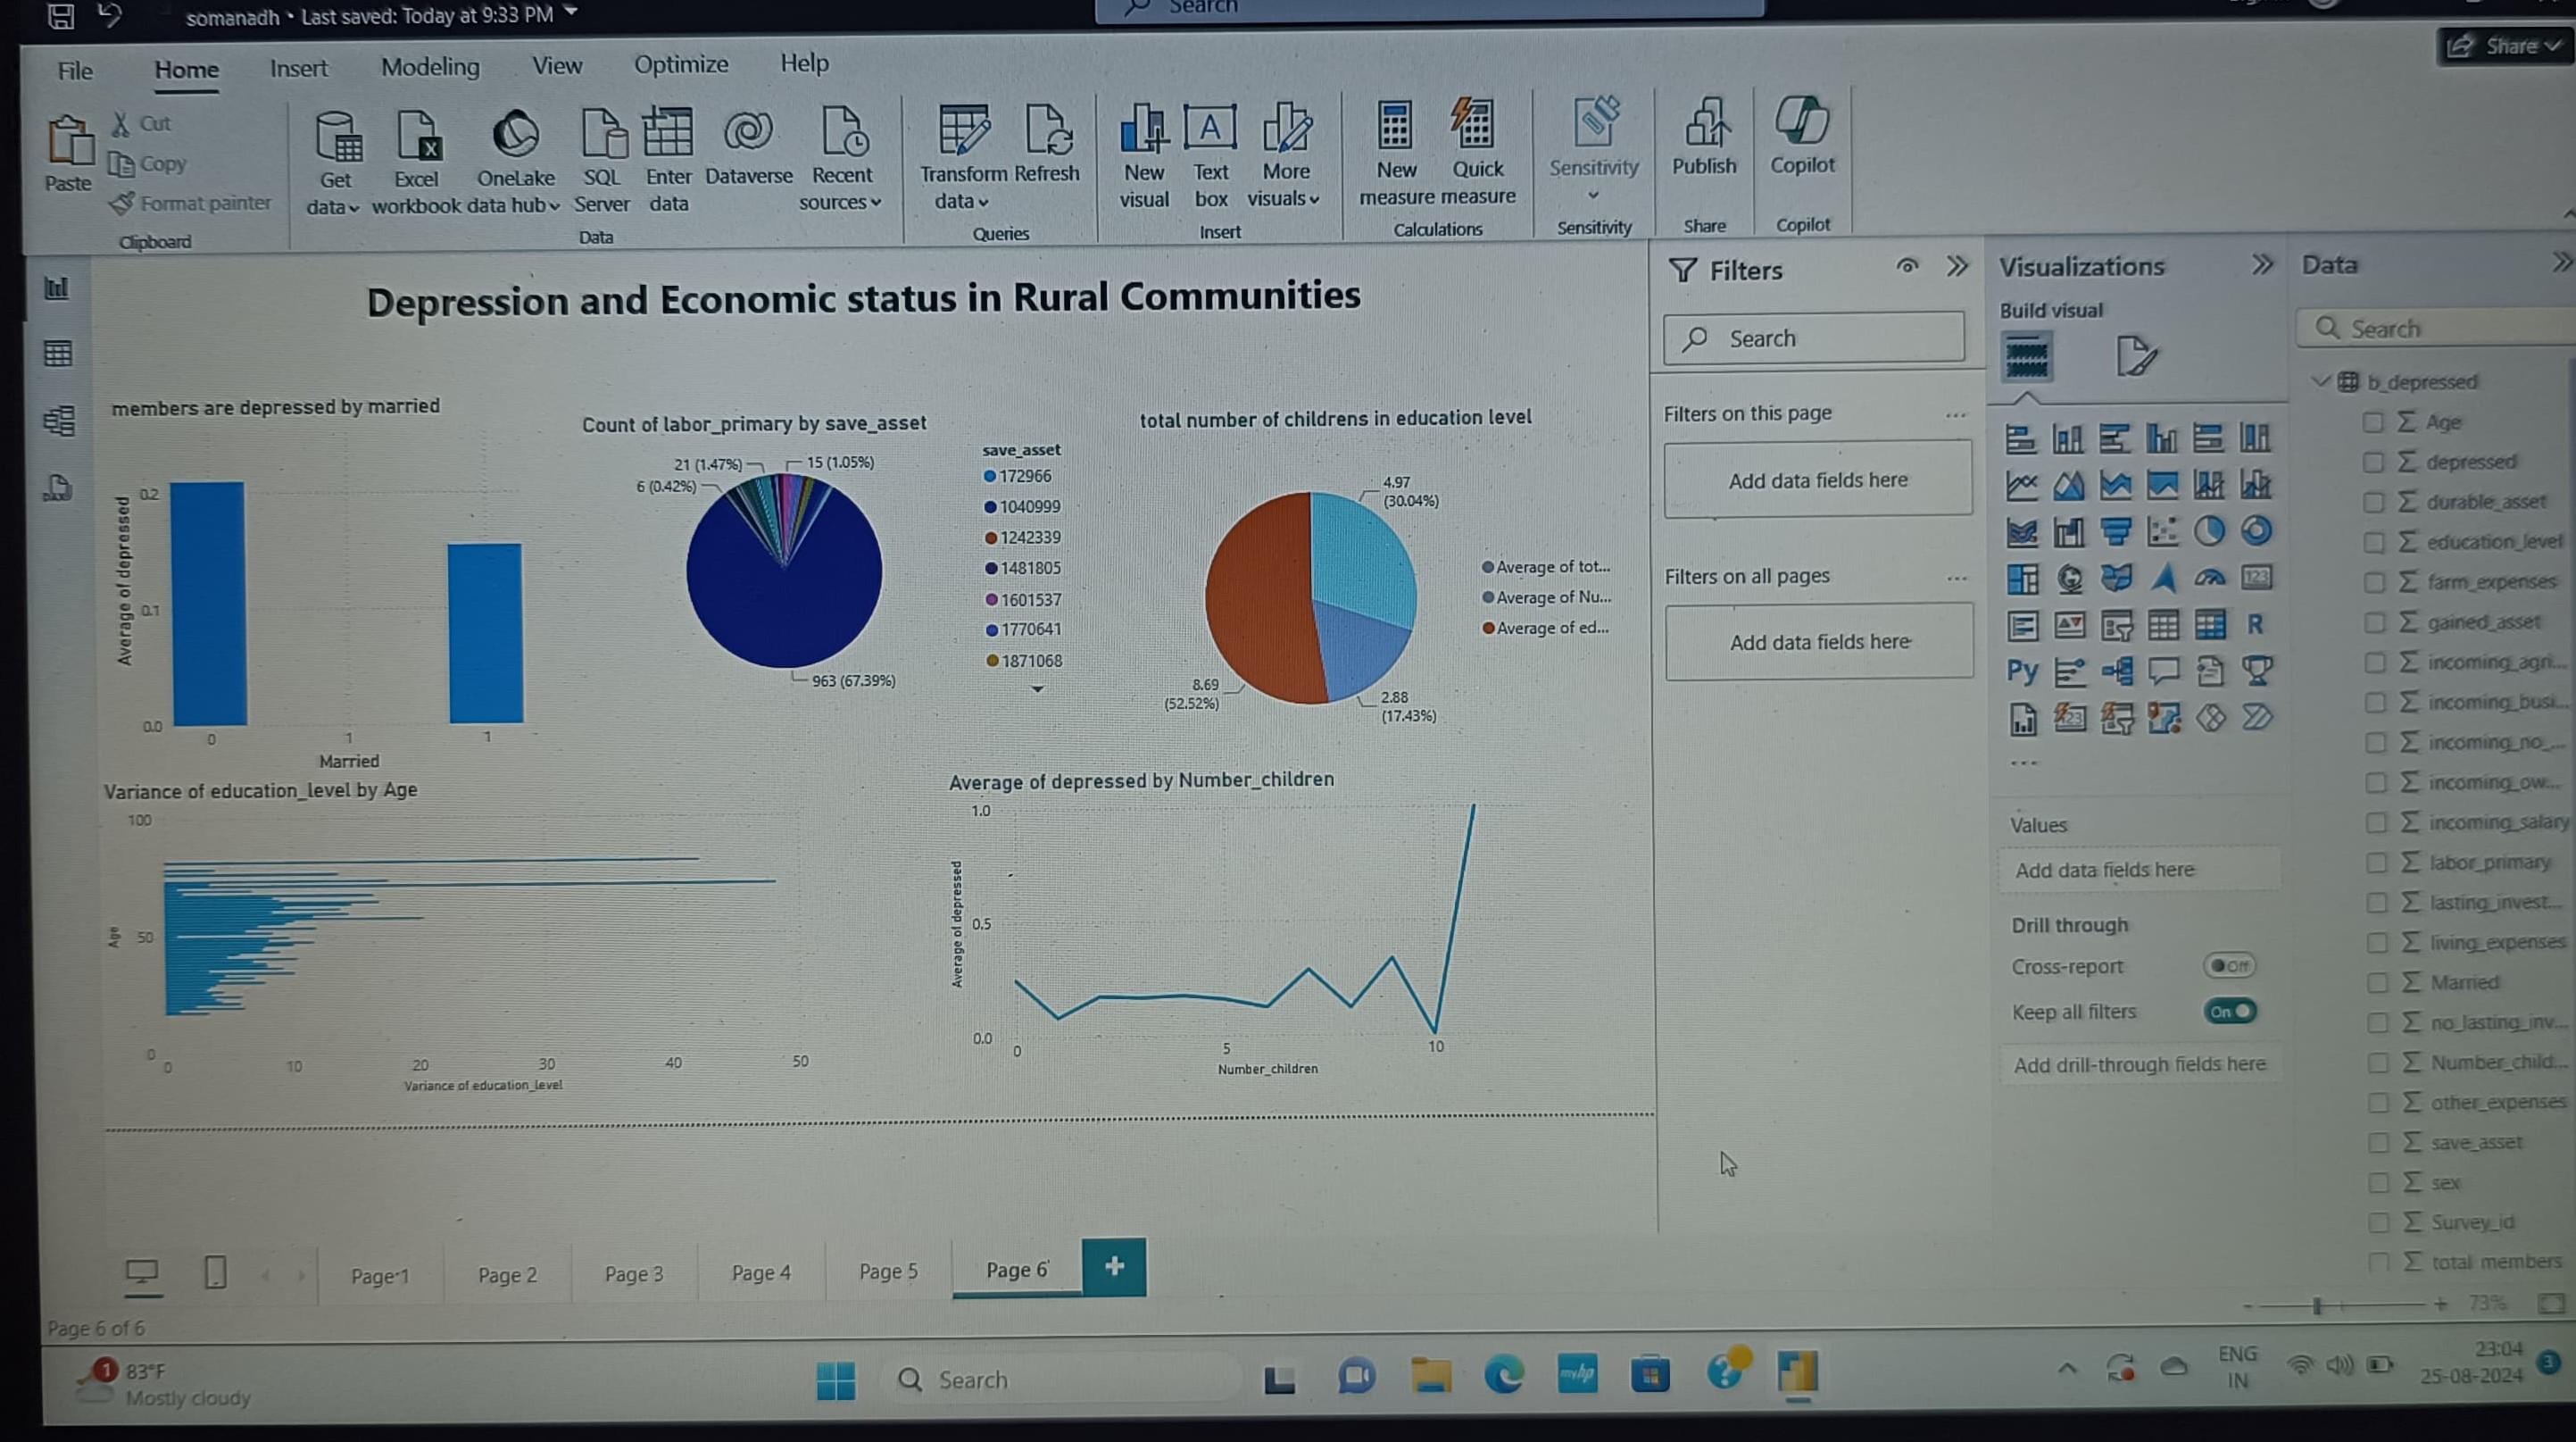 somanadh • Last saved: Today at 9:33 PM
Search
Share
File Home Insert Modeling View Optimize Help
Paste
Cut
Copy
Format painter
Clipboard
Get data
Excel workbook
OneLake data hub
SQL Server
Enter data
Dataverse
Recent sources
Data
Transform data
Refresh
Queries
New visual
Text box
More visuals
Insert
New measure
Quick measure
Calculations
Sensitivity
Sensitivity
Publish
Share
Copilot
Copilot
Depression and Economic status in Rural Communities
members are depressed by married
Average of depressed
0.2
0.1
0.0
0 1 1
Married
Count of labor_primary by save_asset
21 (1.47%)
15 (1.05%)
6 (0.42%)
963 (67.39%)
save_asset
172966
1040999
1242339
1481805
1601537
1770641
1871068
total number of childrens in education level
4.97
(30.04%)
8.69
(52.52%)
2.88
(17.43%)
Average of tot...
Average of Nu...
Average of ed...
Variance of education_level by Age
100
50
0
Age
0 10 20 30 40 50
Variance of education_level
Average of depressed by Number_children
1.0
0.5
0.0
Average of depressed
0 5 10
Number_children
Filters
Search
Filters on this page ...
Add data fields here
Filters on all pages ...
Add data fields here
Visualizations
Build visual
123
R
Py
123
...
Values
Add data fields here
Drill through
Cross-report
Off
Keep all filters
On
Add drill-through fields here
Data
Search
b_depressed
Age
depressed
durable_asset
education_level
farm_expenses
gained_asset
incoming_agri...
incoming_busi...
incoming_no_...
incoming_ow...
incoming_salary
labor_primary
lasting_invest...
living_expenses
Married
no_lasting_inv...
Number_child...
other_expenses
save_asset
sex
Survey_id
total members
Page 1 Page 2 Page 3 Page 4 Page 5 Page 6 +
Page 6 of 6
- + 73%
1
83°F
Mostly cloudy
Search
myhp
ENG
IN
23:04
25-08-2024
3